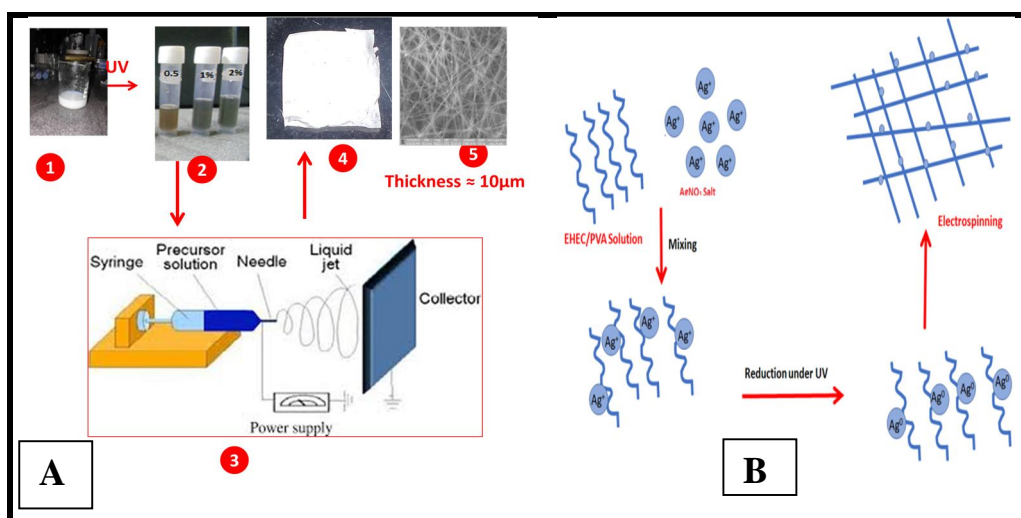 UV
0.5
1%
2%
1
2
4
5
Thickness ≈ 10μm
Syringe
Precursor
solution
Needle
Liquid
jet
Collector
Power supply
3
A
Ag⁺
Ag⁺
Ag⁺
Ag⁺
Ag⁺
Ag⁺
AgNO₃ Salt
EHEC/PVA Solution
Mixing
Electrospinning
Ag⁺
Ag⁺
Ag⁺
Ag⁺
Reduction under UV
Ag⁰
Ag⁰
Ag⁰
Ag⁰
B